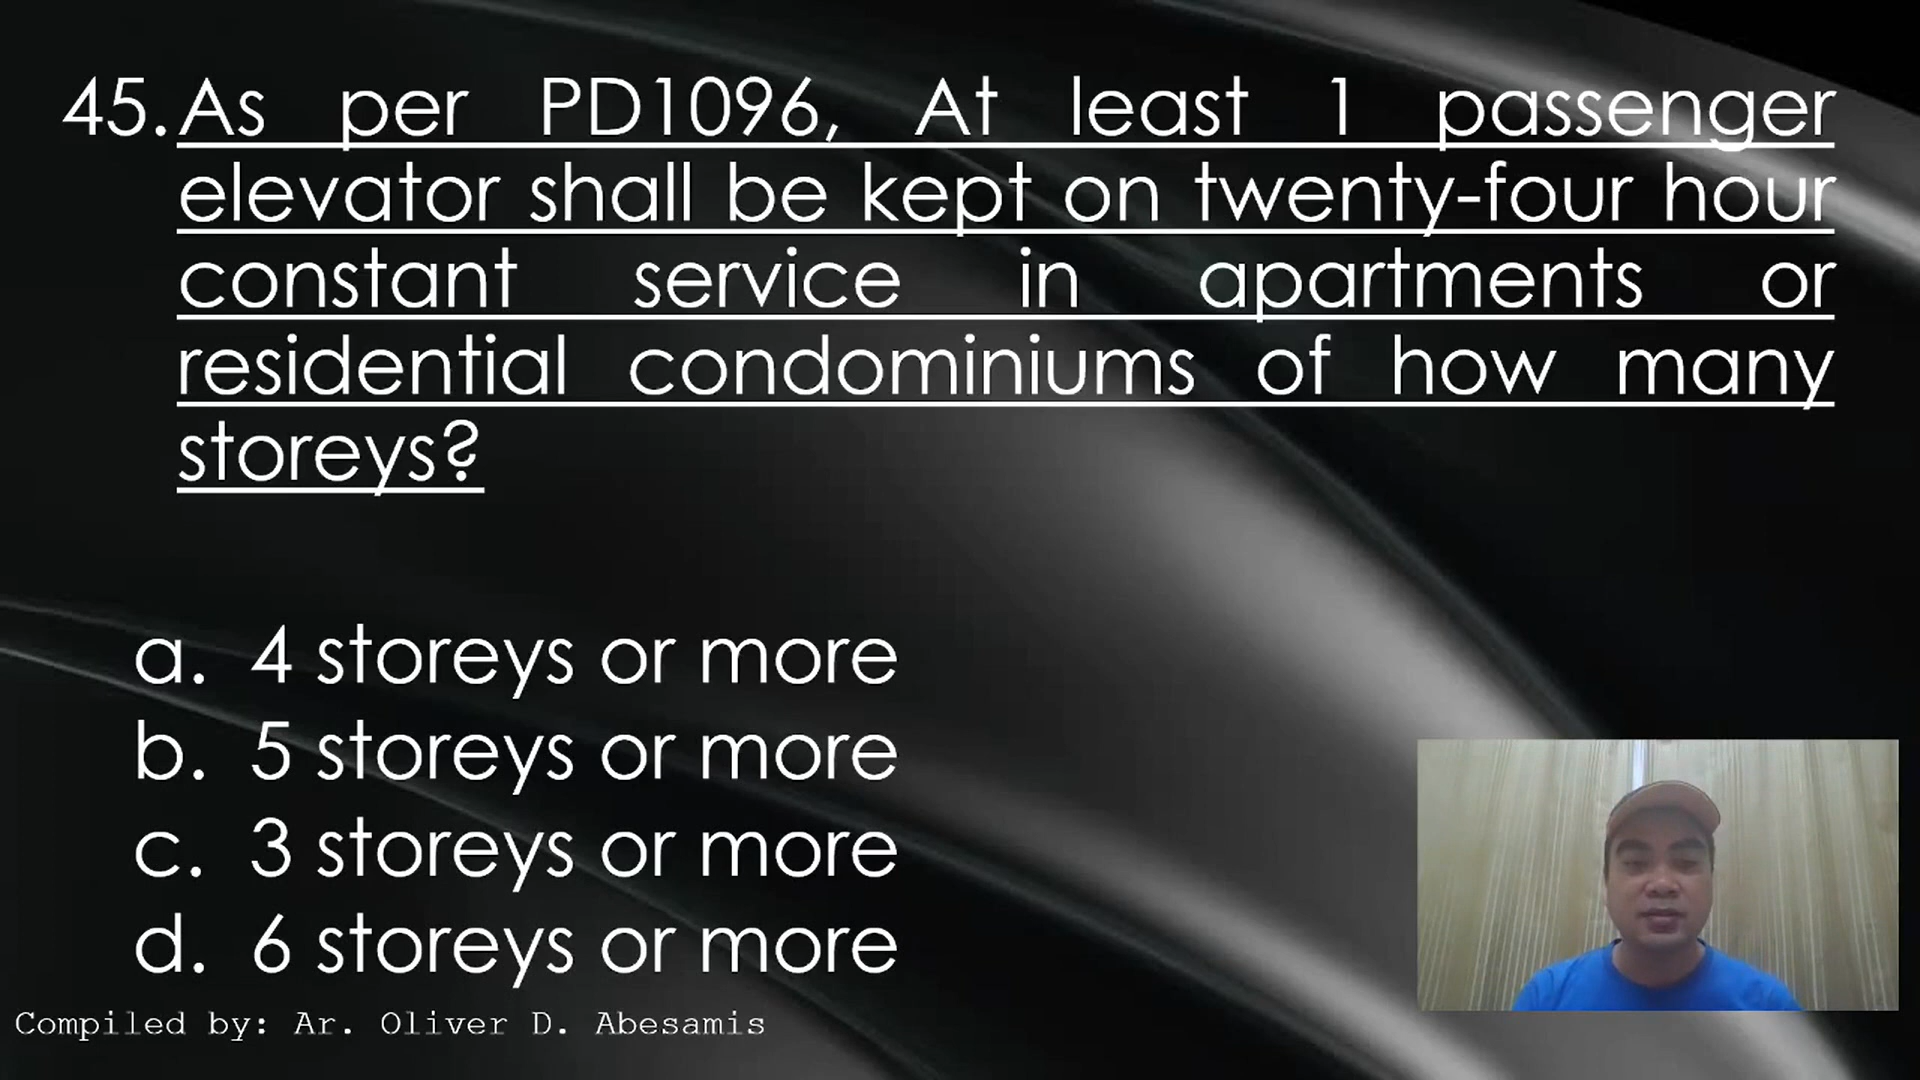 45. As per PD1096, At least 1 passenger
elevator shall be kept on twenty-four hour
constant service in apartments or
residential condominiums of how many
storeys?
a. 4 storeys or more
b. 5 storeys or more
c. 3 storeys or more
d. 6 storeys or more
Compiled by: Ar. Oliver D. Abesamis